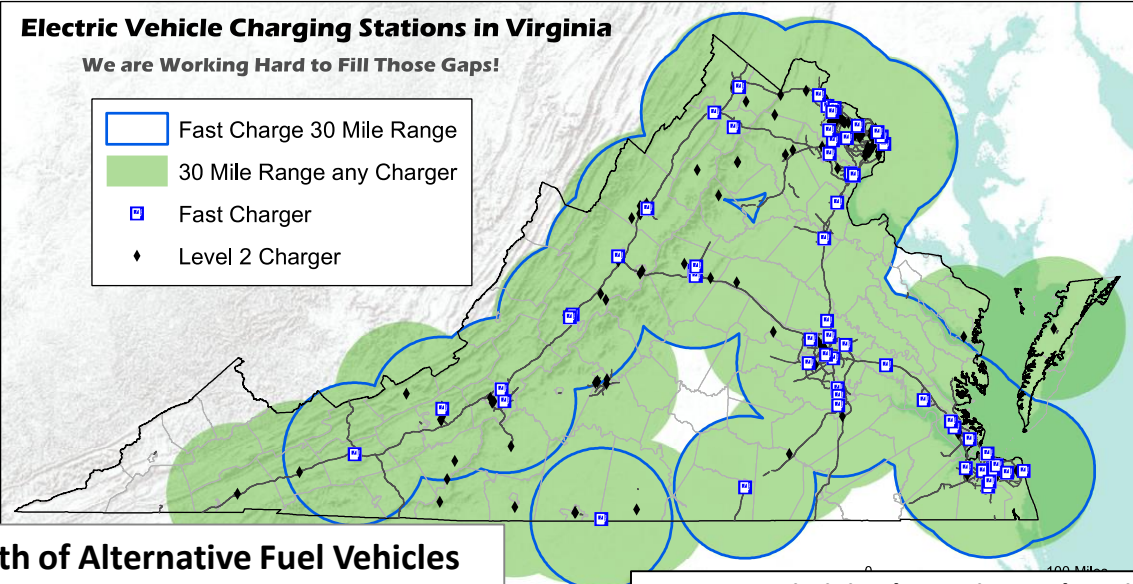 Electric Vehicle Charging Stations in Virginia
We are Working Hard to Fill Those Gaps!
Fast Charge 30 Mile Range
30 Mile Range any Charger
Fast Charger
Level 2 Charger
th of Alternative Fuel Vehicles